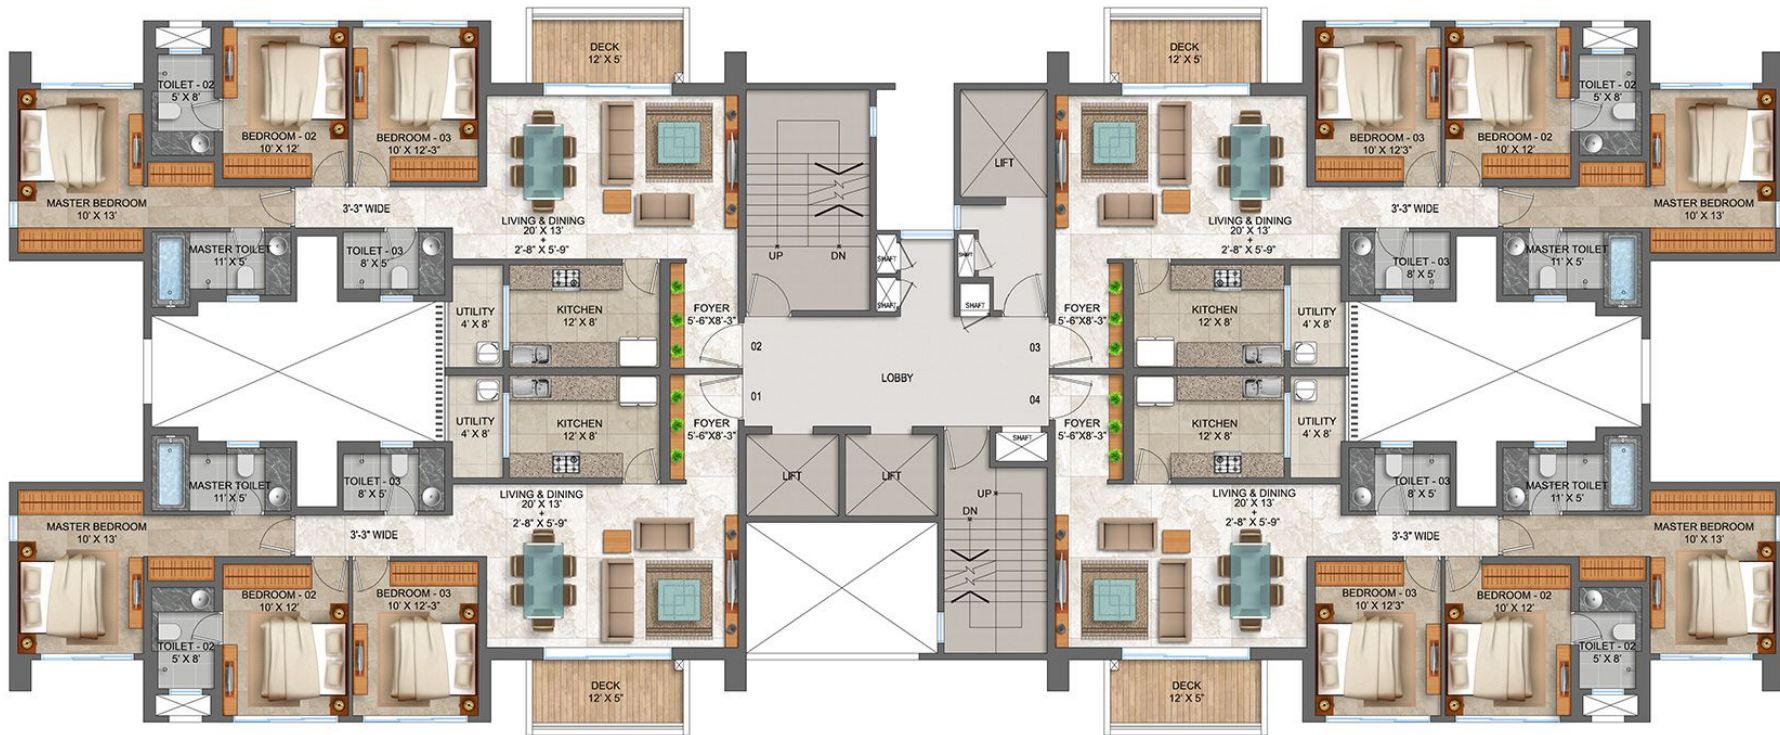 DECK
12' X 5'
TOILET - 02
5' X 8'
BEDROOM - 02
10' X 12'
BEDROOM - 03
10' X 12'-3"
MASTER BEDROOM
10' X 13'
3'-3" WIDE
LIVING & DINING
20' X 13'
+
2'-8" X 5'-9"
MASTER TOILET
11' X 5'
TOILET - 03
8' X 5'
UTILITY
4' X 8'
KITCHEN
12' X 8'
FOYER
5'-6"X8'-3"
UP
DN
LIFT
SHAFT
SHAFT
SHAFT
SHAFT
02
03
LOBBY
01
04
DECK
12' X 5'
BEDROOM - 03
10' X 12'3"
BEDROOM - 02
10' X 12'
TOILET - 02
5' X 8'
MASTER BEDROOM
10' X 13'
3'-3" WIDE
LIVING & DINING
20' X 13'
+
2'-8" X 5'-9"
TOILET - 03
8' X 5'
MASTER TOILET
11' X 5'
FOYER
5'-6"X8'-3"
KITCHEN
12' X 8'
UTILITY
4' X 8'
UTILITY
4' X 8'
KITCHEN
12' X 8'
FOYER
5'-6"X8'-3"
MASTER TOILET
11' X 5'
TOILET - 03
8' X 5'
LIVING & DINING
20' X 13'
+
2'-8" X 5'-9"
MASTER BEDROOM
10' X 13'
3'-3" WIDE
BEDROOM - 02
10' X 12'
BEDROOM - 03
10' X 12'-3"
TOILET - 02
5' X 8'
DECK
12' X 5'
LIFT
LIFT
SHAFT
UP
DN
FOYER
5'-6"X8'-3"
KITCHEN
12' X 8'
UTILITY
4' X 8'
LIVING & DINING
20' X 13'
+
2'-8" X 5'-9"
TOILET - 03
8' X 5'
MASTER TOILET
11' X 5'
3'-3" WIDE
MASTER BEDROOM
10' X 13'
BEDROOM - 03
10' X 12'3"
BEDROOM - 02
10' X 12'
TOILET - 02
5' X 8'
DECK
12' X 5"